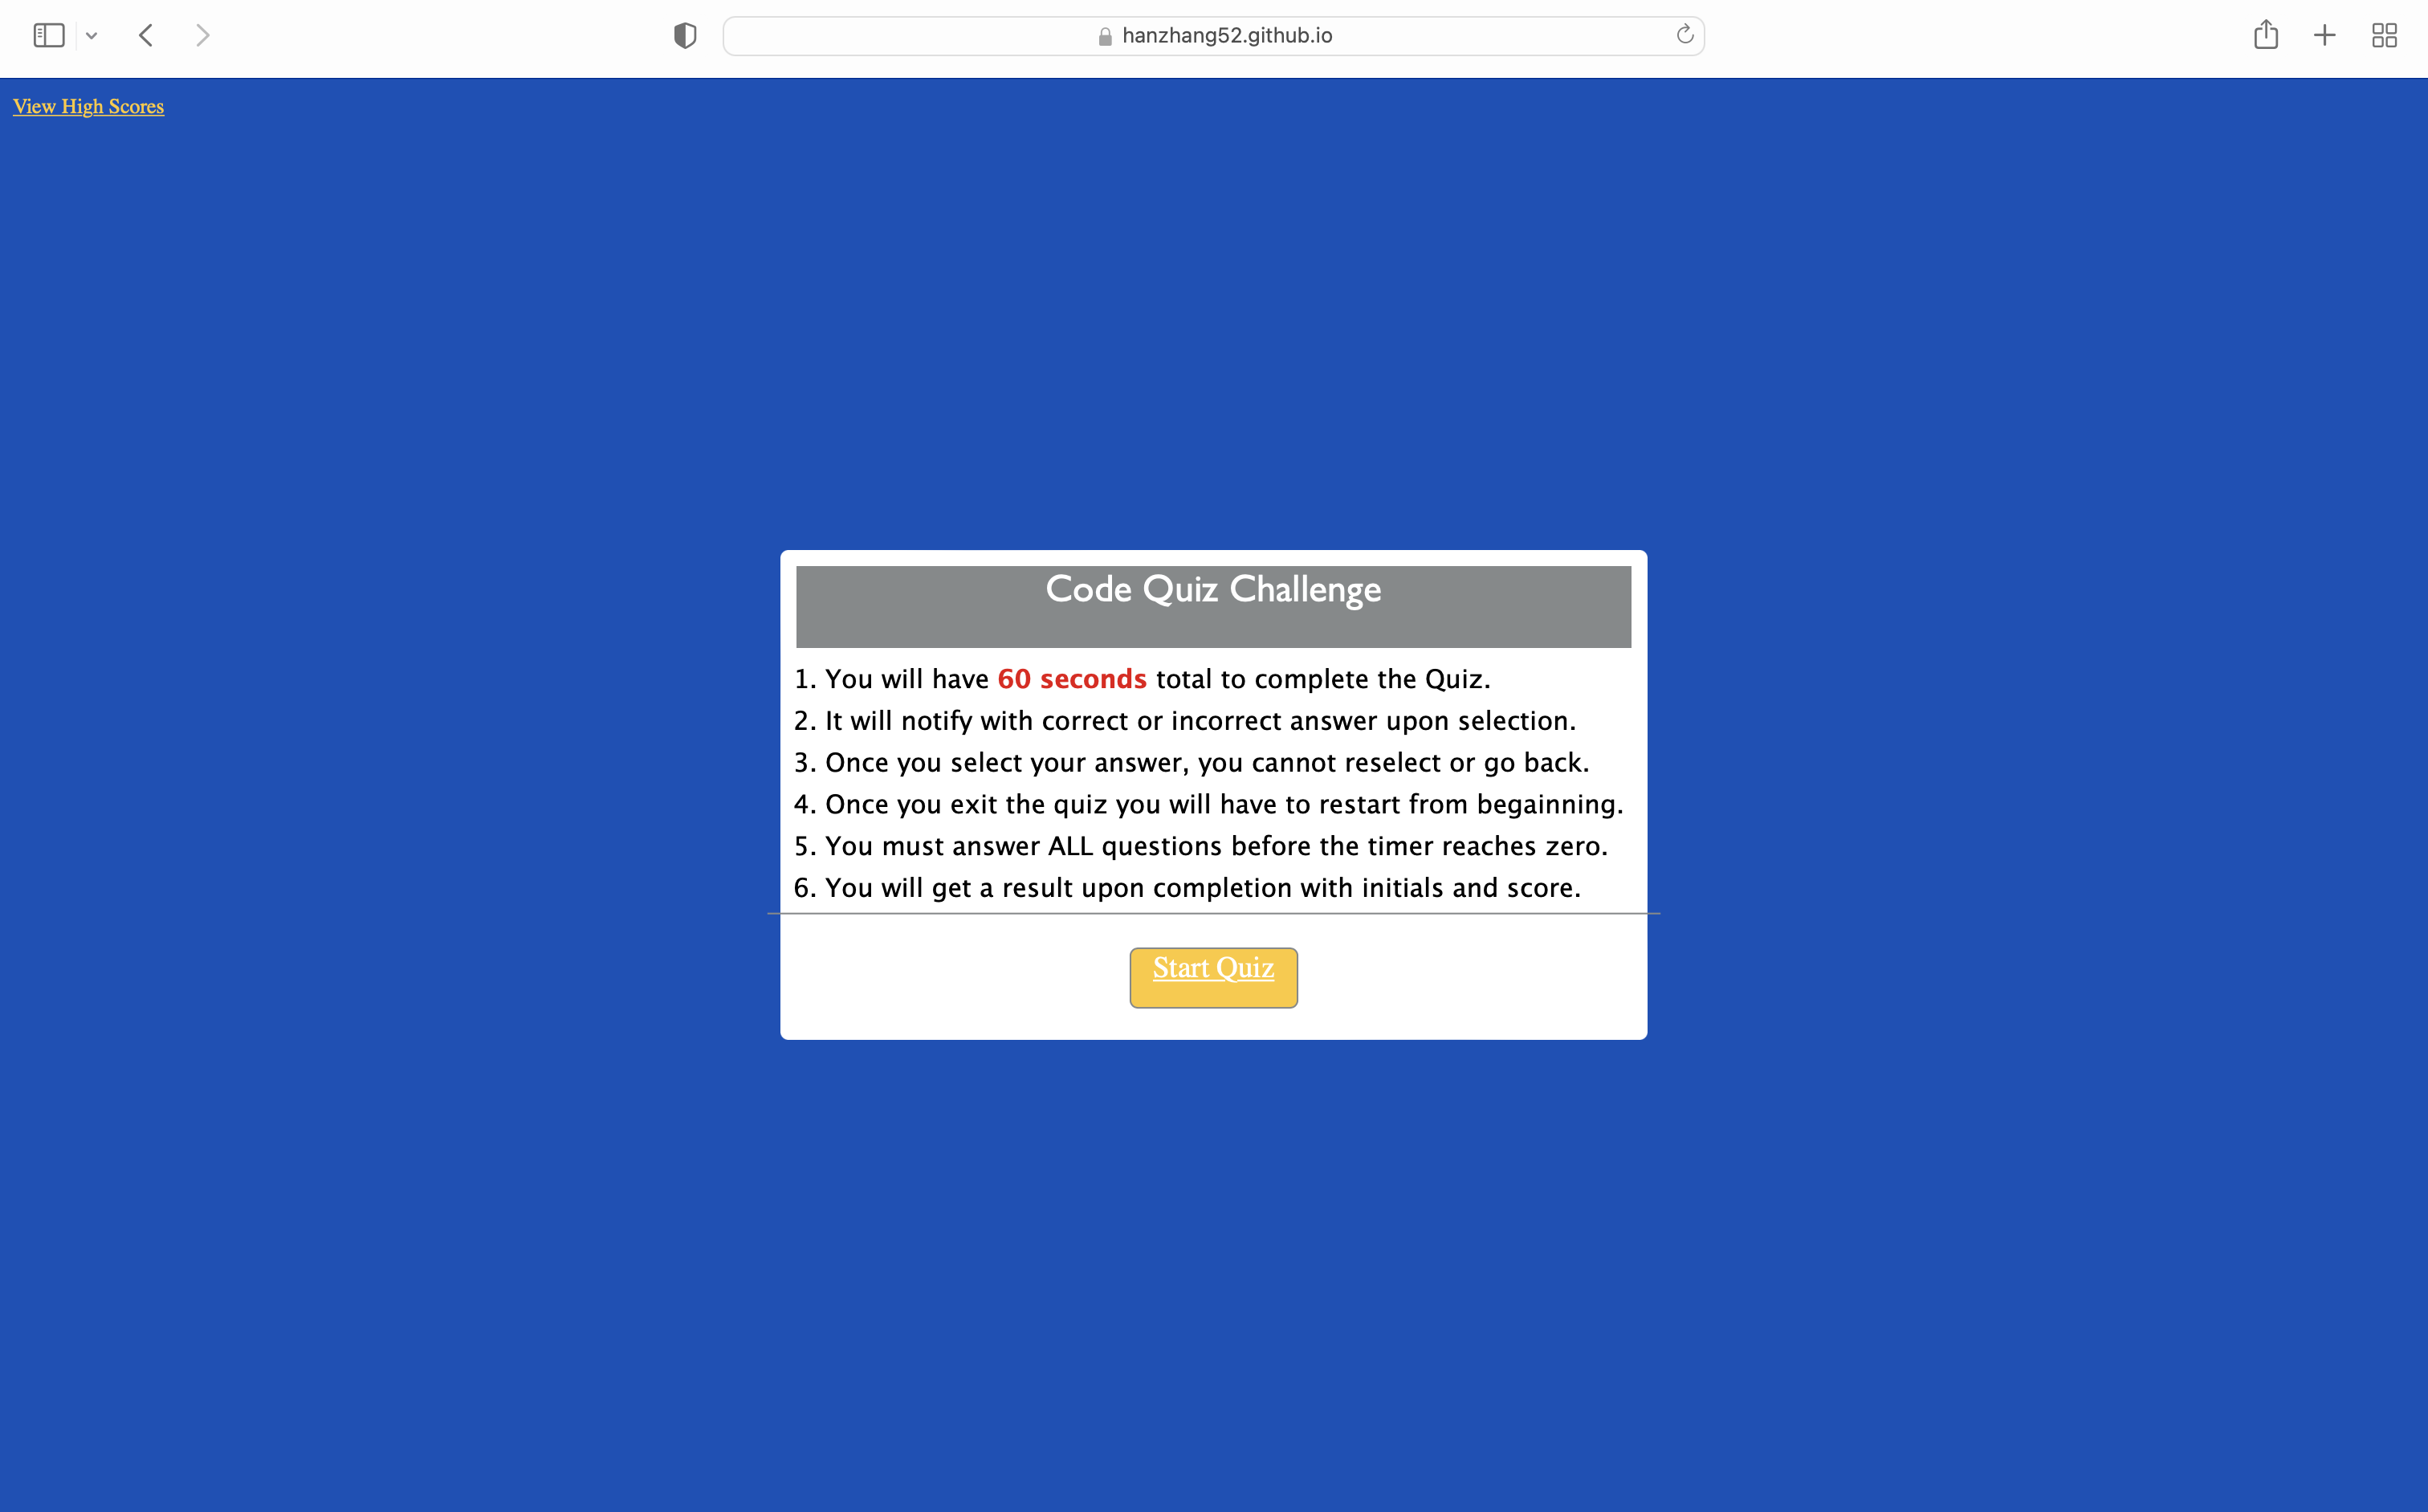 hanzhang52.github.io
View High Scores
Code Quiz Challenge
1. You will have 60 seconds total to complete the Quiz.
2. It will notify with correct or incorrect answer upon selection.
3. Once you select your answer, you cannot reselect or go back.
4. Once you exit the quiz you will have to restart from begainning.
5. You must answer ALL questions before the timer reaches zero.
6. You will get a result upon completion with initials and score.
Start Quiz